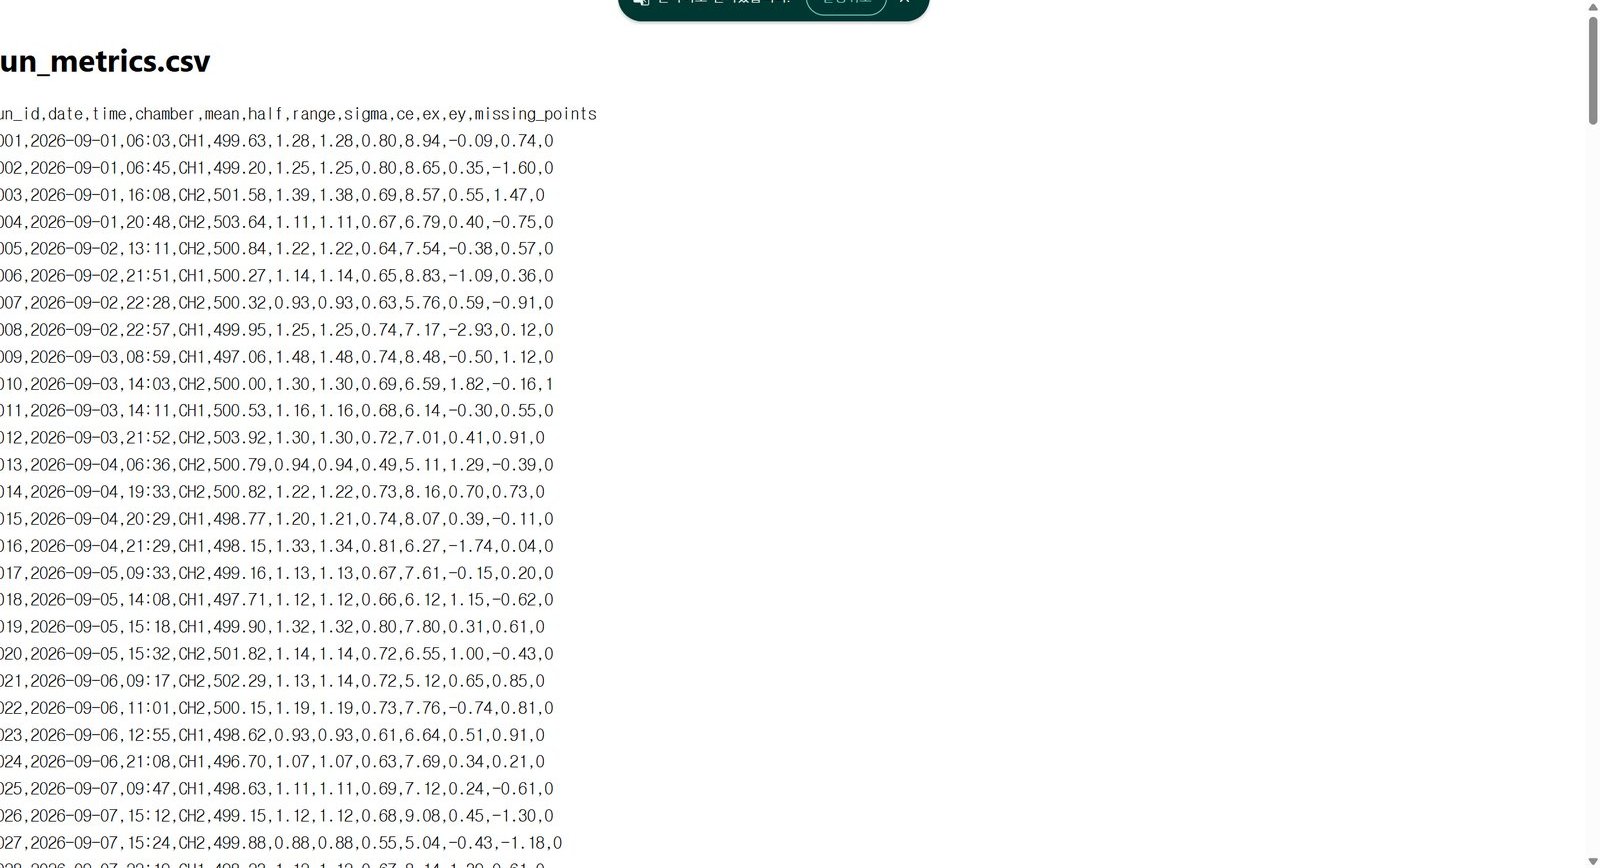 un_metrics.csv
un_id,date,time,chamber,mean,half,range,sigma,ce,ex,ey,missing_points
001,2026-09-01,06:03,CH1,499.63,1.28,1.28,0.80,8.94,-0.09,0.74,0
002,2026-09-01,06:45,CH1,499.20,1.25,1.25,0.80,8.65,0.35,-1.60,0
003,2026-09-01,16:08,CH2,501.58,1.39,1.38,0.69,8.57,0.55,1.47,0
004,2026-09-01,20:48,CH2,503.64,1.11,1.11,0.67,6.79,0.40,-0.75,0
005,2026-09-02,13:11,CH2,500.84,1.22,1.22,0.64,7.54,-0.38,0.57,0
006,2026-09-02,21:51,CH1,500.27,1.14,1.14,0.65,8.83,-1.09,0.36,0
007,2026-09-02,22:28,CH2,500.32,0.93,0.93,0.63,5.76,0.59,-0.91,0
008,2026-09-02,22:57,CH1,499.95,1.25,1.25,0.74,7.17,-2.93,0.12,0
009,2026-09-03,08:59,CH1,497.06,1.48,1.48,0.74,8.48,-0.50,1.12,0
010,2026-09-03,14:03,CH2,500.00,1.30,1.30,0.69,6.59,1.82,-0.16,1
011,2026-09-03,14:11,CH1,500.53,1.16,1.16,0.68,6.14,-0.30,0.55,0
012,2026-09-03,21:52,CH2,503.92,1.30,1.30,0.72,7.01,0.41,0.91,0
013,2026-09-04,06:36,CH2,500.79,0.94,0.94,0.49,5.11,1.29,-0.39,0
014,2026-09-04,19:33,CH2,500.82,1.22,1.22,0.73,8.16,0.70,0.73,0
015,2026-09-04,20:29,CH1,498.77,1.20,1.21,0.74,8.07,0.39,-0.11,0
016,2026-09-04,21:29,CH1,498.15,1.33,1.34,0.81,6.27,-1.74,0.04,0
017,2026-09-05,09:33,CH2,499.16,1.13,1.13,0.67,7.61,-0.15,0.20,0
018,2026-09-05,14:08,CH1,497.71,1.12,1.12,0.66,6.12,1.15,-0.62,0
019,2026-09-05,15:18,CH1,499.90,1.32,1.32,0.80,7.80,0.31,0.61,0
020,2026-09-05,15:32,CH2,501.82,1.14,1.14,0.72,6.55,1.00,-0.43,0
021,2026-09-06,09:17,CH2,502.29,1.13,1.14,0.72,5.12,0.65,0.85,0
022,2026-09-06,11:01,CH2,500.15,1.19,1.19,0.73,7.76,-0.74,0.81,0
023,2026-09-06,12:55,CH1,498.62,0.93,0.93,0.61,6.64,0.51,0.91,0
024,2026-09-06,21:08,CH1,496.70,1.07,1.07,0.63,7.69,0.34,0.21,0
025,2026-09-07,09:47,CH1,498.63,1.11,1.11,0.69,7.12,0.24,-0.61,0
026,2026-09-07,15:12,CH2,499.15,1.12,1.12,0.68,9.08,0.45,-1.30,0
027,2026-09-07,15:24,CH2,499.88,0.88,0.88,0.55,5.04,-0.43,-1.18,0